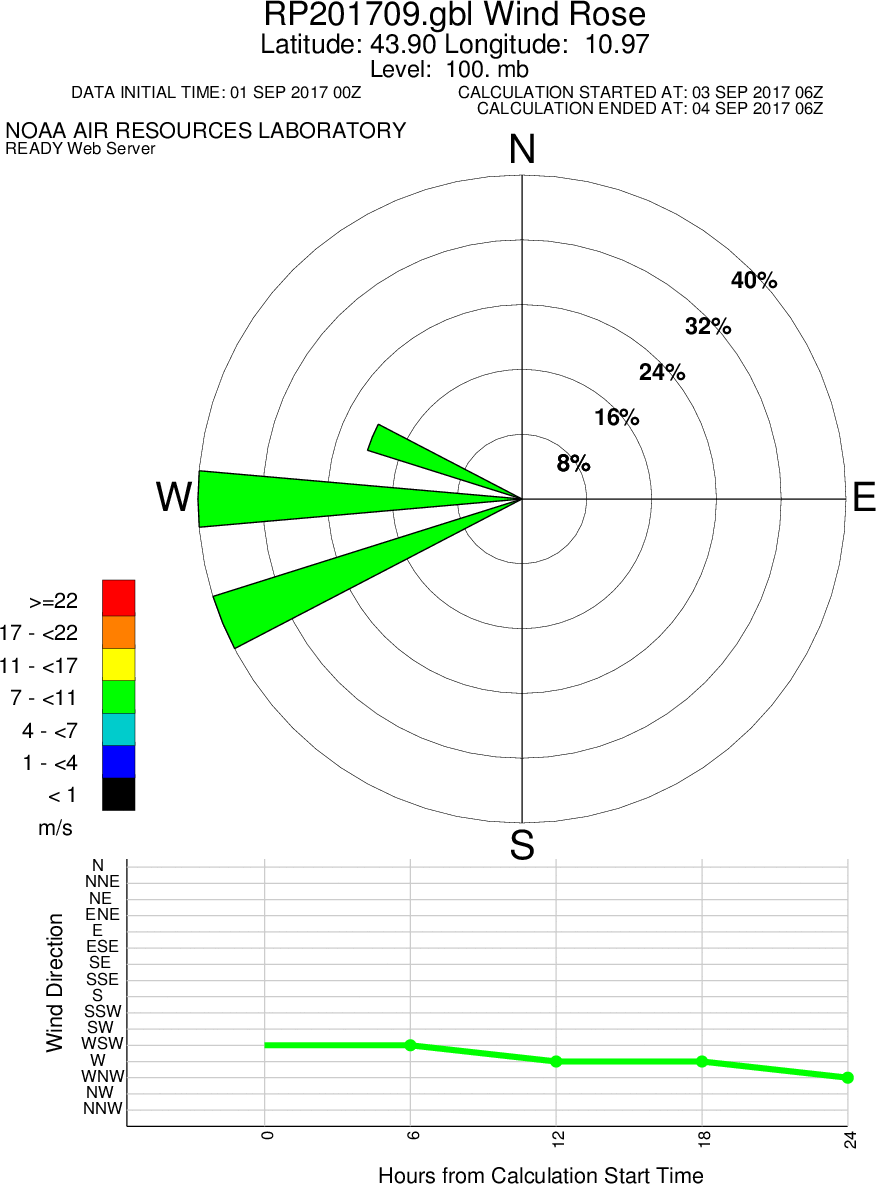 RP201709.gbl Wind Rose
Latitude: 43.90 Longitude:  10.97
Level:  100. mb
DATA INITIAL TIME: 01 SEP 2017 00Z
CALCULATION STARTED AT: 03 SEP 2017 06Z
CALCULATION ENDED AT: 04 SEP 2017 06Z
NOAA AIR RESOURCES LABORATORY
READY Web Server
N
40%
32%
24%
16%
8%
W
E
S
>=22
17 - <22
11 - <17
7 - <11
4 - <7
1 - <4
< 1
m/s
Wind Direction
N
NNE
NE
ENE
E
ESE
SE
SSE
S
SSW
SW
WSW
W
WNW
NW
NNW
0
6
12
18
24
Hours from Calculation Start Time